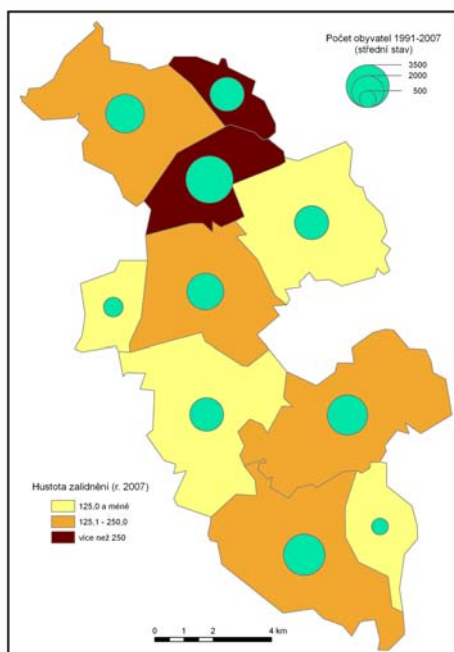 Počet obyvatel 1991-2007
(střední stav)
3500
2000
500
Hustota zalidnění (r. 2007)
125,0 a méně
125,1 - 250,0
více než 250
0 1 2 4 km